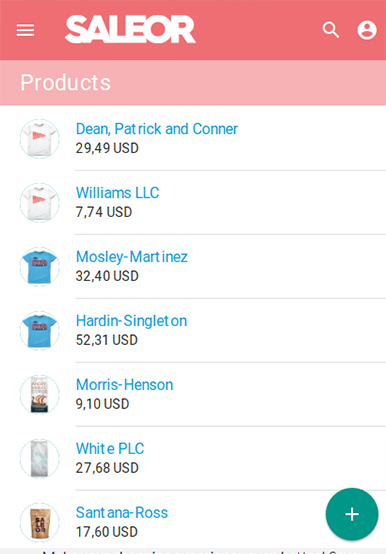 SALEOR
Products
Dean, Patrick and Conner
29,49 USD
Williams LLC
7,74 USD
Mosley-Martinez
32,40 USD
Hardin-Singleton
52,31 USD
Morris-Henson
9,10 USD
White PLC
27,68 USD
Santana-Ross
17,60 USD